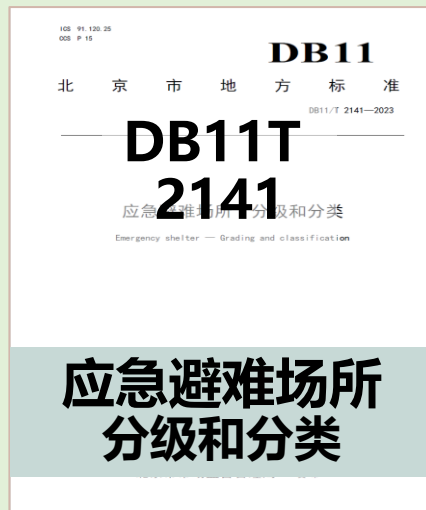 ICS 91.120.25
CCS P 15
DB11
北京市地方标准
DB11/T 2141—2023
DB11T
2141
应急避难场所 分级和分类
Emergency shelter — Grading and classification
应急避难场所
分级和分类